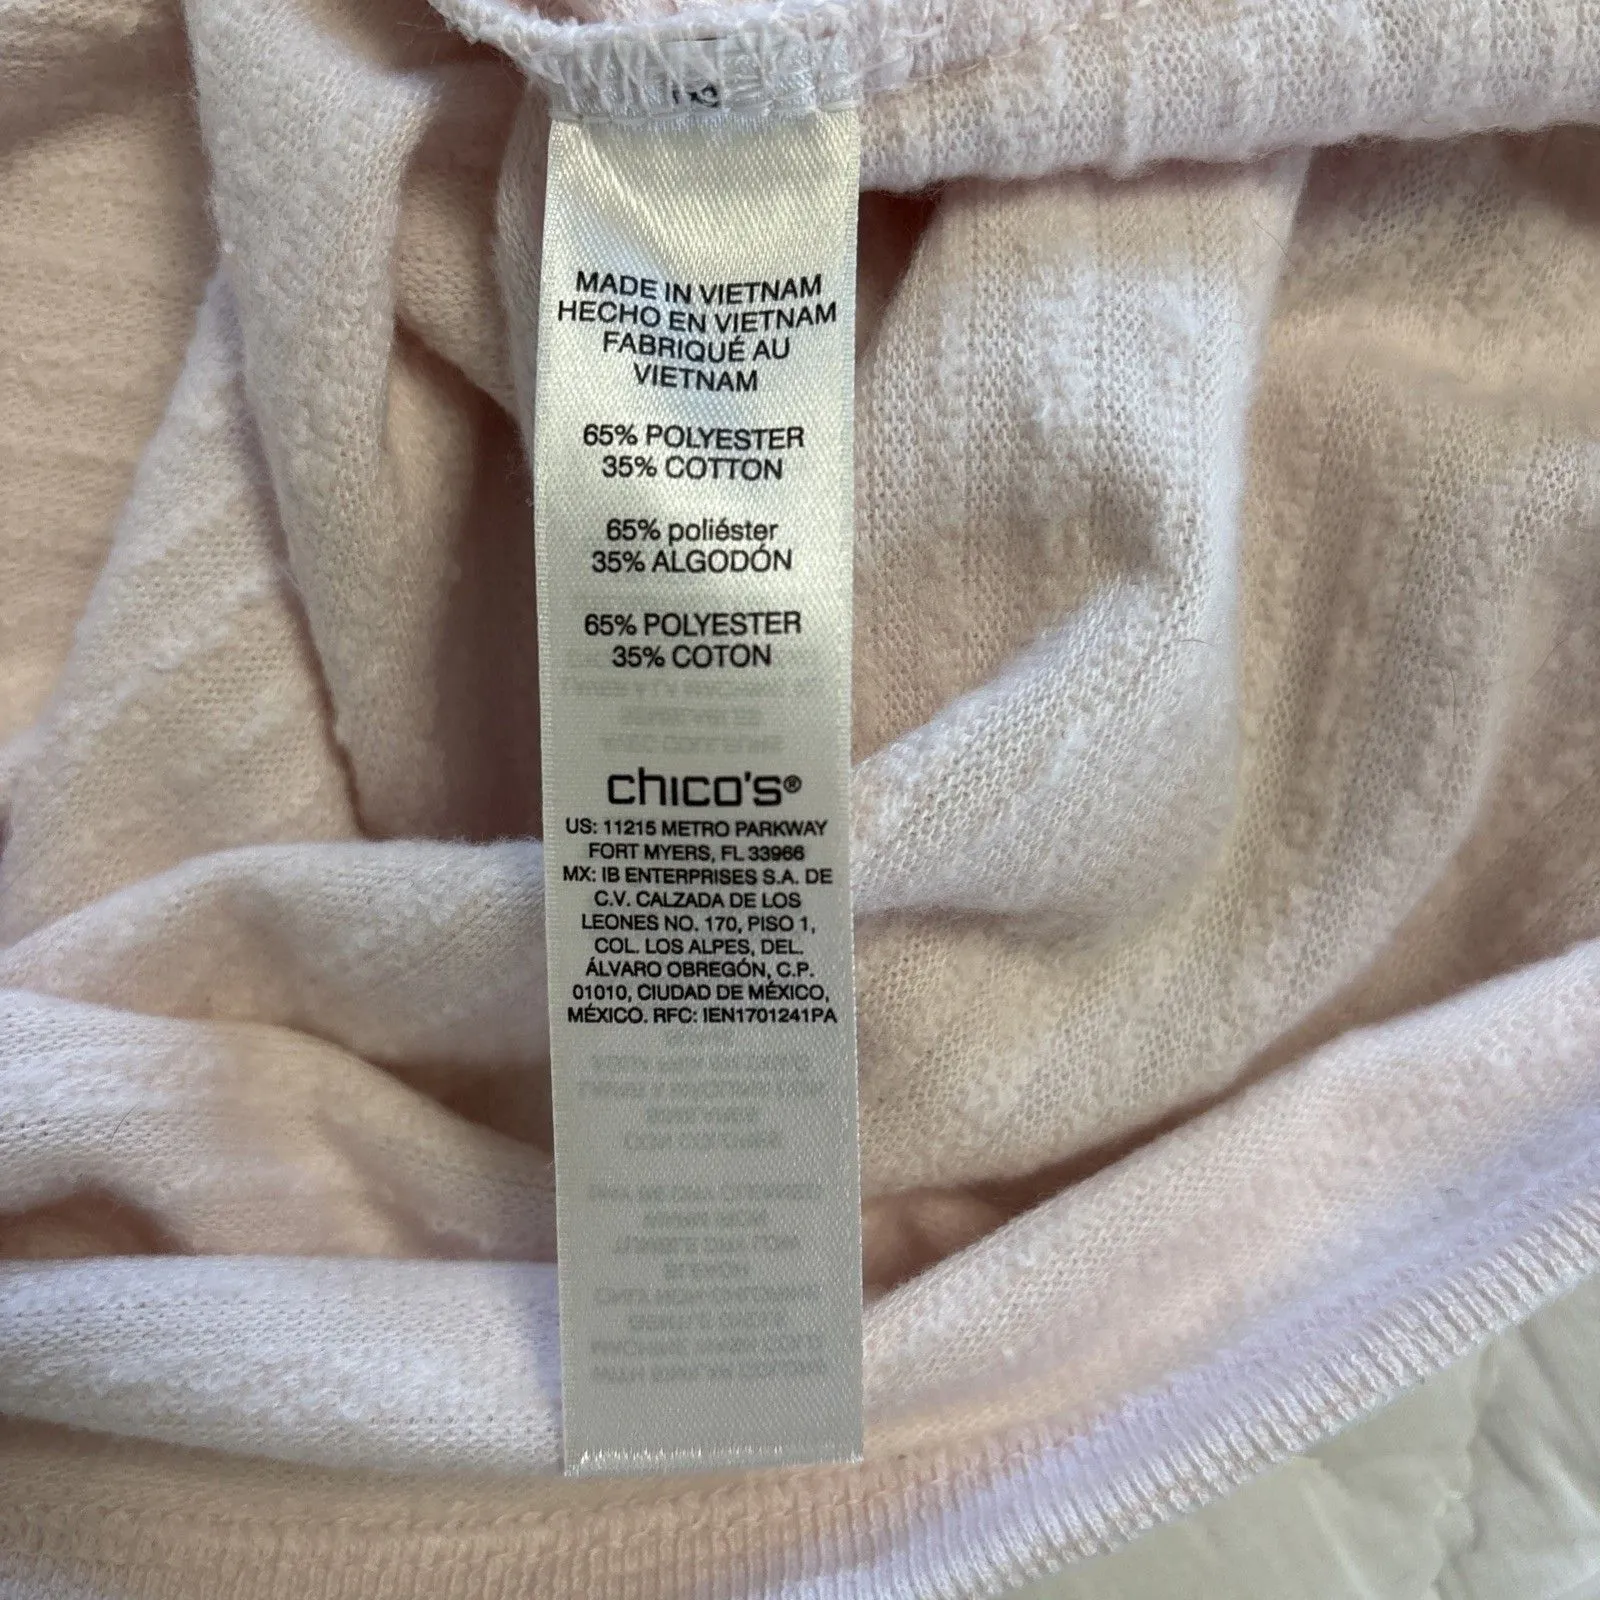 MADE IN VIETNAM
HECHO EN VIETNAM
FABRIQUÉ AU
VIETNAM
65% POLYESTER
35% COTTON
65% poliéster
35% ALGODÓN
65% POLYESTER
35% COTON
chico's®
US: 11215 METRO PARKWAY
FORT MYERS, FL 33966
MX: IB ENTERPRISES S.A. DE
C.V. CALZADA DE LOS
LEONES NO. 170, PISO 1,
COL. LOS ALPES, DEL.
ÁLVARO OBREGÓN, C.P.
01010, CIUDAD DE MÉXICO,
MÉXICO. RFC: IEN1701241PA